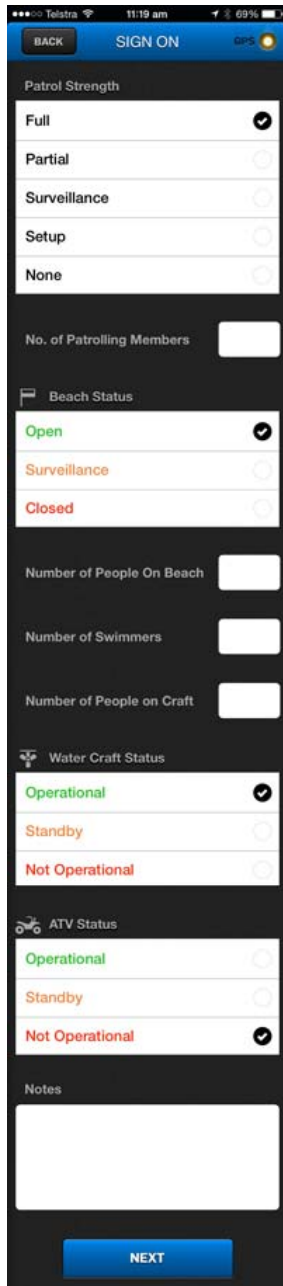 Telstra 11:19 am 69%
BACK SIGN ON GPS
Patrol Strength
Full
Partial
Surveillance
Setup
None
No. of Patrolling Members
Beach Status
Open
Surveillance
Closed
Number of People On Beach
Number of Swimmers
Number of People on Craft
Water Craft Status
Operational
Standby
Not Operational
ATV Status
Operational
Standby
Not Operational
Notes
NEXT